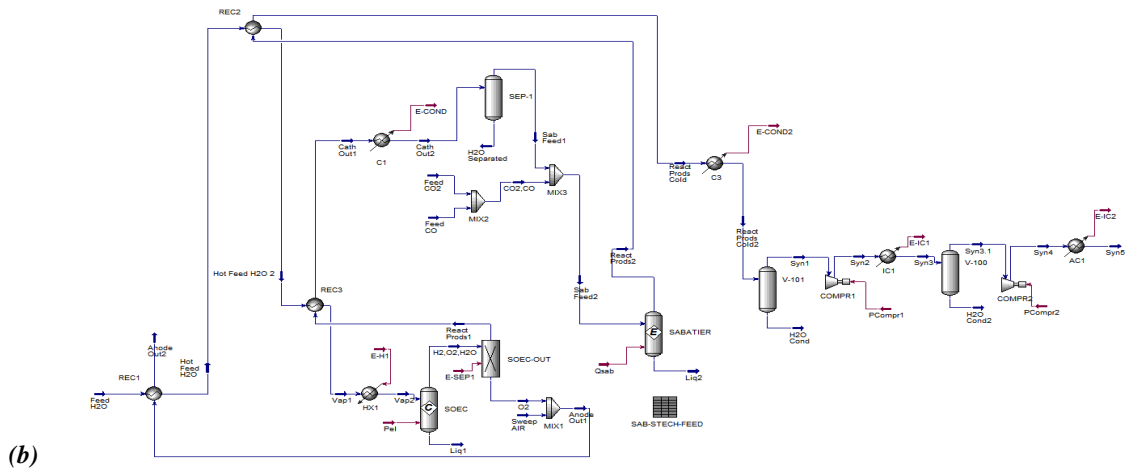 REC2
SEP-1
E-COND
Cath
Out1
C1
Cath
Out2
H2O
Separated
Sab
Feed1
Feed
CO2
Feed
CO
MIX2
CO2,CO
MIX3
E-COND2
React
Prods
Cold
C3
React
Prods
Cold2
E-IC2
E-IC1
Syn1
Syn2
IC1
Syn3
Syn3.1
Syn4
AC1
Syn5
V-101
V-100
COMPR1
COMPR2
PCompr1
PCompr2
H2O
Cond
H2O
Cond2
React
Prods2
Sab
Feed2
Hot Feed H2O 2
REC3
React
Prods1
SABATIER
Qsab
Liq2
SAB-STECH-FEED
Anode
Out2
Hot
Feed
H2O
REC1
Feed
H2O
E-H1
Vap1
HX1
Vap2
H2,O2,H2O
SOEC-OUT
E-SEP1
SOEC
Pel
Liq1
O2
Sweep
AIR
MIX1
Anode
Out1
(b)